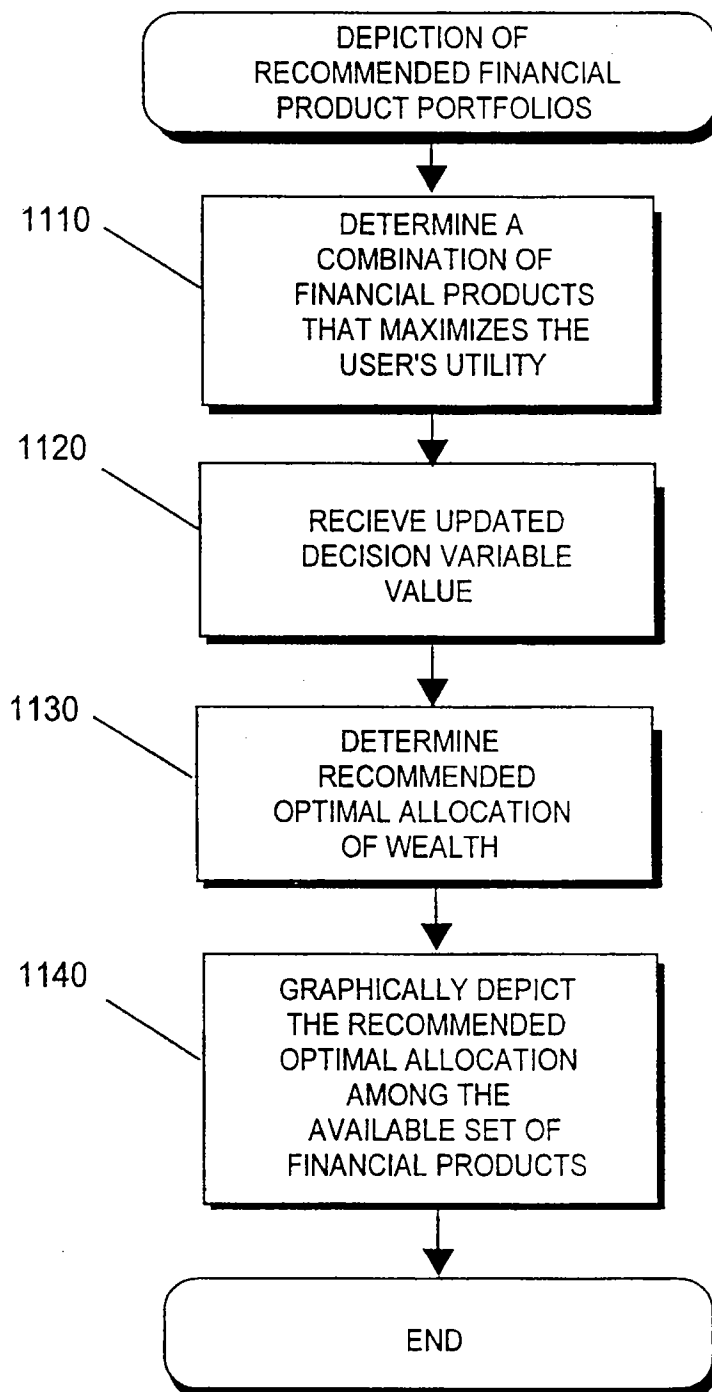 DEPICTION OF
RECOMMENDED FINANCIAL
PRODUCT PORTFOLIOS
1110
DETERMINE A
COMBINATION OF
FINANCIAL PRODUCTS
THAT MAXIMIZES THE
USER'S UTILITY
1120
RECIEVE UPDATED
DECISION VARIABLE
VALUE
1130
DETERMINE
RECOMMENDED
OPTIMAL ALLOCATION
OF WEALTH
1140
GRAPHICALLY DEPICT
THE RECOMMENDED
OPTIMAL ALLOCATION
AMONG THE
AVAILABLE SET OF
FINANCIAL PRODUCTS
END